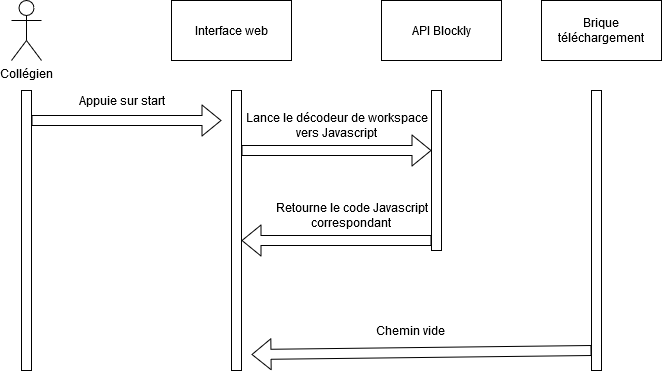 Interface web
API Blockly
Brique
téléchargement
Collégien
Appuie sur start
Lance le décodeur de workspace
vers Javascript
Retourne le code Javascript
correspondant
Chemin vide